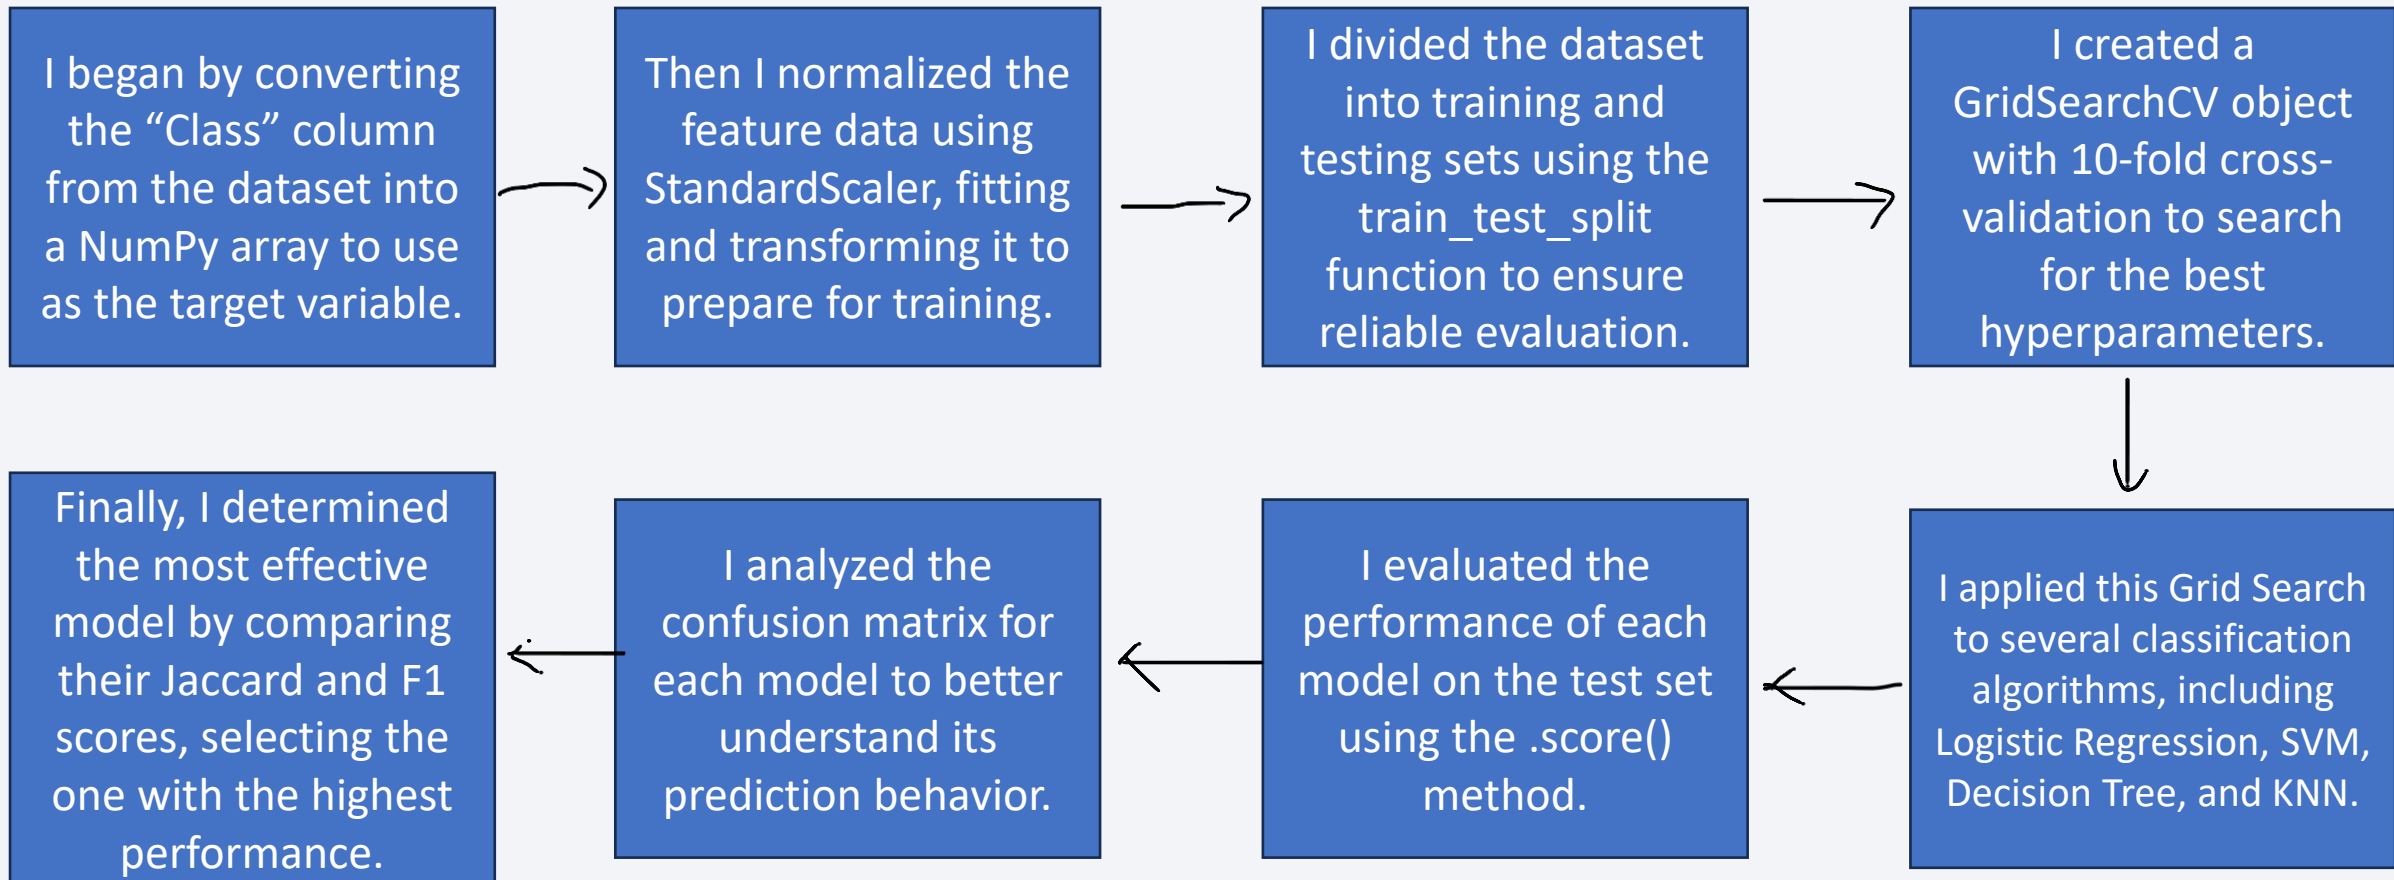 I began by converting
the “Class” column
from the dataset into
a NumPy array to use
as the target variable.
Then I normalized the
feature data using
StandardScaler, fitting
and transforming it to
prepare for training.
I divided the dataset
into training and
testing sets using the
train_test_split
function to ensure
reliable evaluation.
I created a
GridSearchCV object
with 10-fold cross-
validation to search
for the best
hyperparameters.
I applied this Grid Search
to several classification
algorithms, including
Logistic Regression, SVM,
Decision Tree, and KNN.
I evaluated the
performance of each
model on the test set
using the .score()
method.
I analyzed the
confusion matrix for
each model to better
understand its
prediction behavior.
Finally, I determined
the most effective
model by comparing
their Jaccard and F1
scores, selecting the
one with the highest
performance.